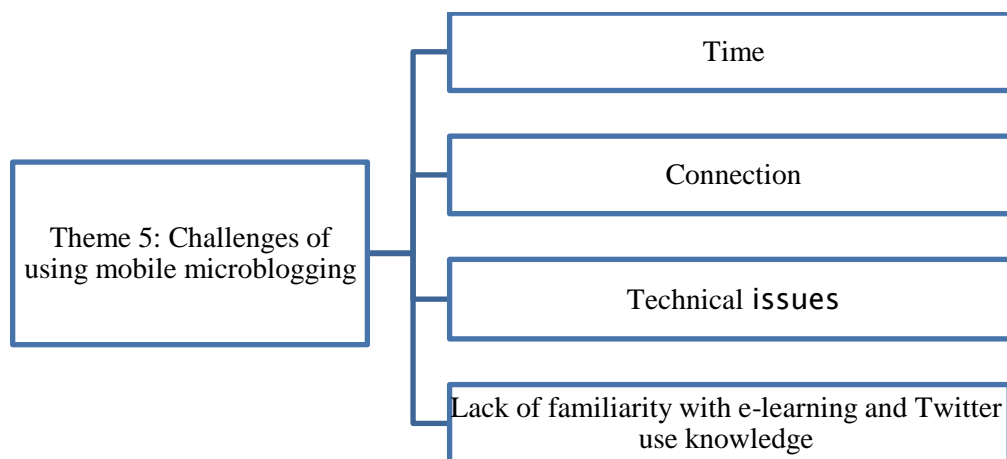 Time
Connection
Theme 5: Challenges of
using mobile microblogging
Technical issues
Lack of familiarity with e-learning and Twitter
use knowledge